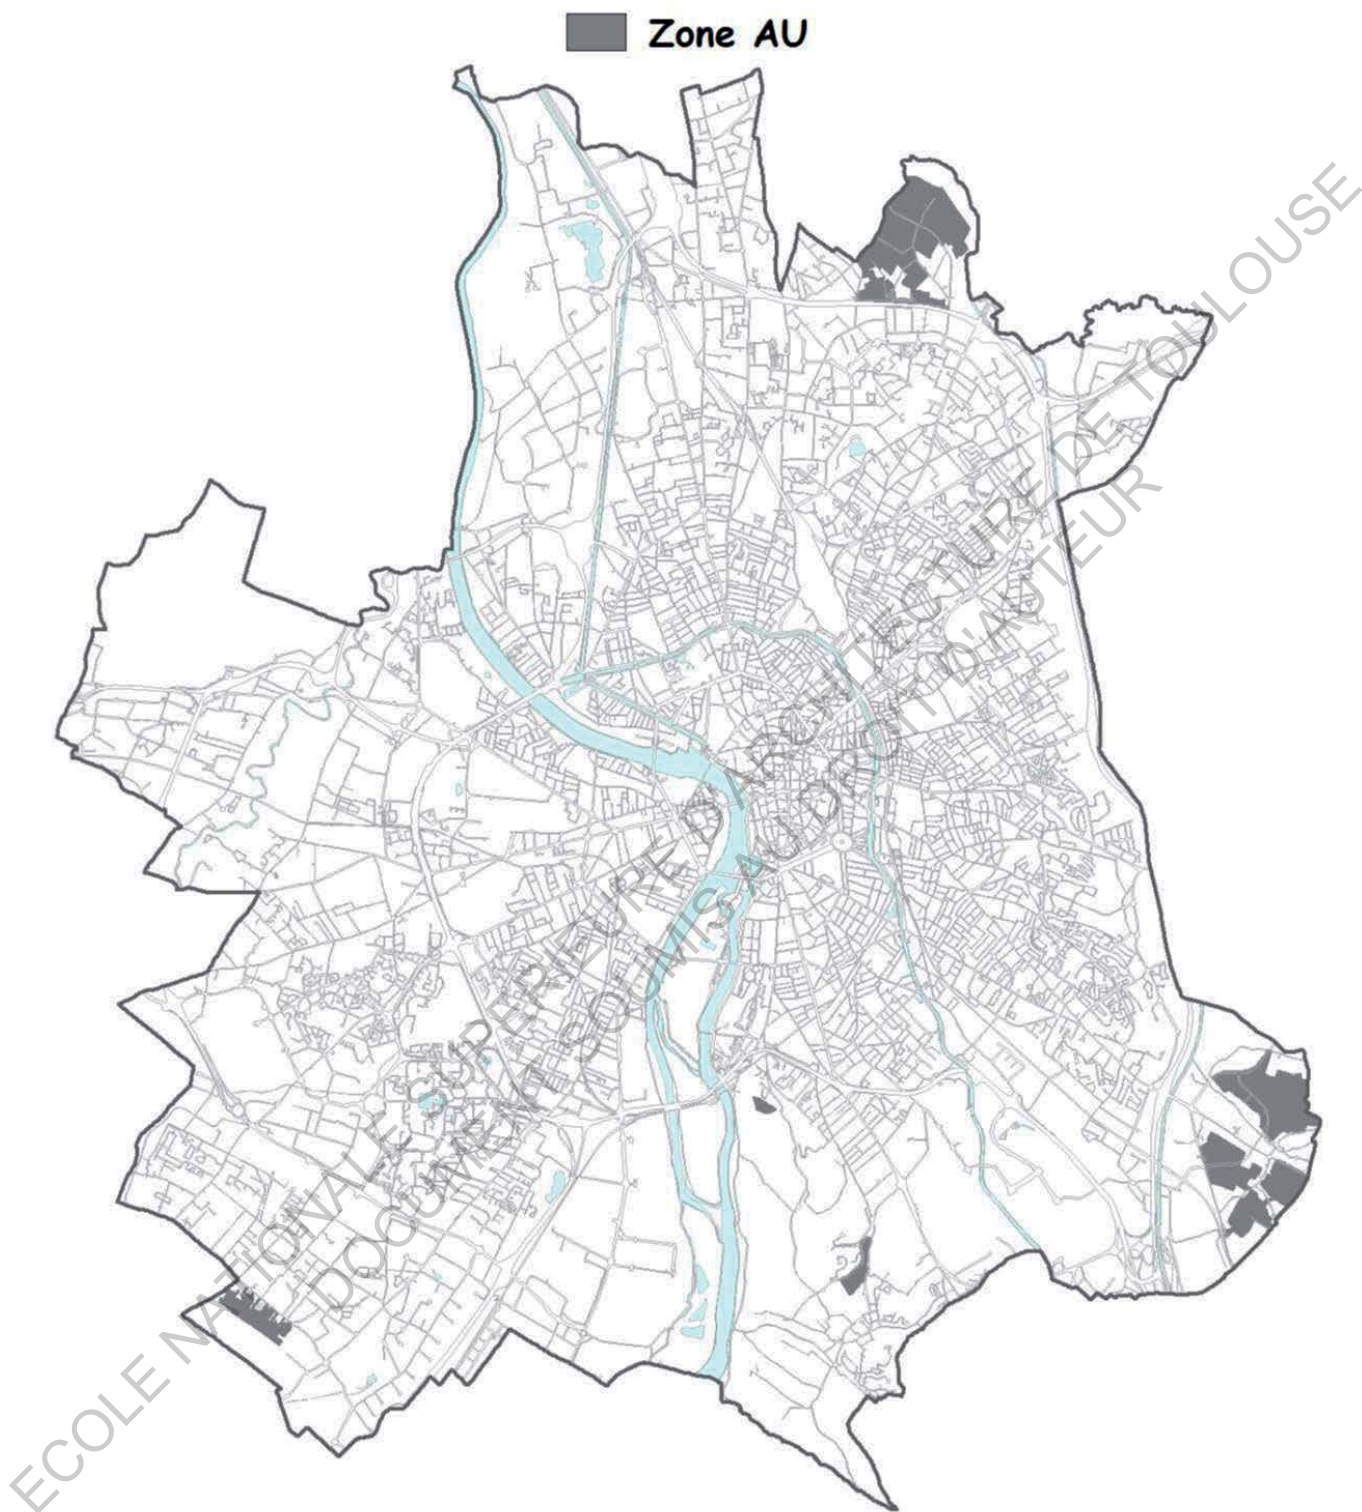 Zone AU
ECOLE NATIONALE SUPERIEURE D'ARCHITECTURE DE TOULOUSE
DOCUMENT SOUMIS AU DROIT D'AUTEUR